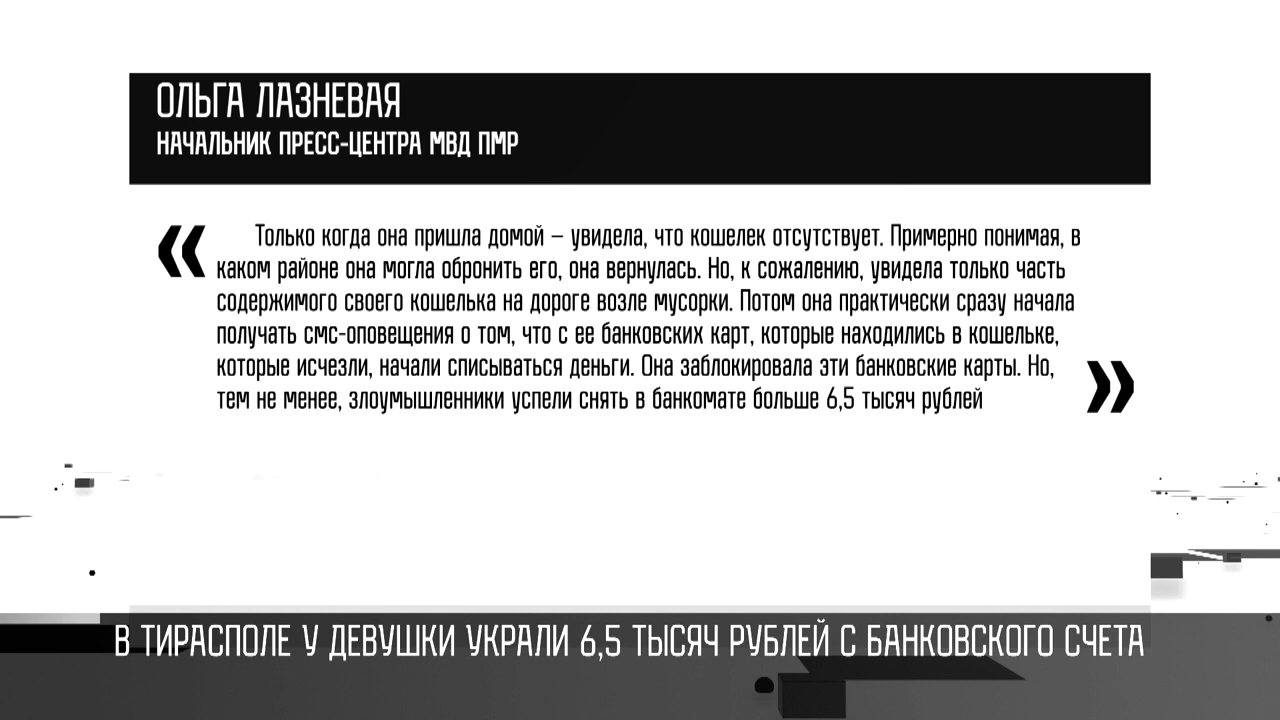 ОЛЬГА ЛАЗНЕВАЯ
НАЧАЛЬНИК ПРЕСС-ЦЕНТРА МВД ПМР
« Только когда она пришла домой – увидела, что кошелек отсутствует. Примерно понимая, в
каком районе она могла обронить его, она вернулась. Но, к сожалению, увидела только часть
содержимого своего кошелька на дороге возле мусорки. Потом она практически сразу начала
получать смс-оповещения о том, что с ее банковских карт, которые находились в кошельке,
которые исчезли, начали списываться деньги. Она заблокировала эти банковские карты. Но,
тем не менее, злоумышленники успели снять в банкомате больше 6,5 тысяч рублей »
В ТИРАСПОЛЕ У ДЕВУШКИ УКРАЛИ 6,5 ТЫСЯЧ РУБЛЕЙ С БАНКОВСКОГО СЧЕТА